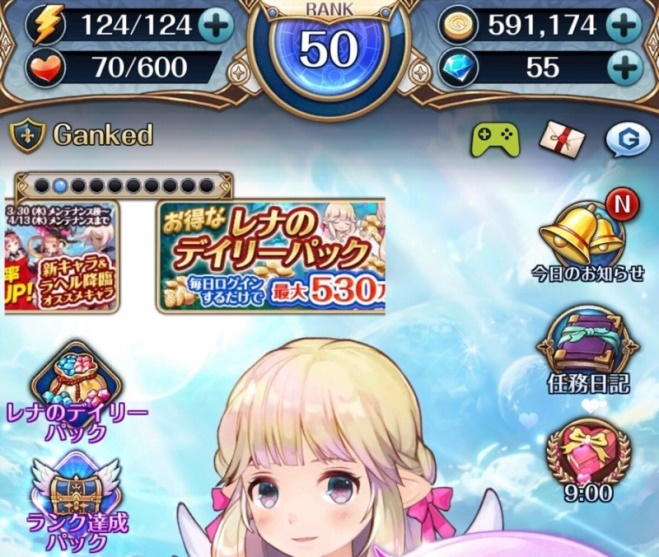 RANK
124/124
50
591,174
70/600
55
Ganked
3/30(木)メンテナンス後～
4/13(木)メンテナンスまで
率
UP!
新キャラ&
ラヘル降臨
オススメキャラ
お得な
レナの
デイリーパック
毎日ログイン
するだけで
最大530万
N
今日のお知らせ
任務日記
レナのデイリー
パック
9:00
ランク達成
パック